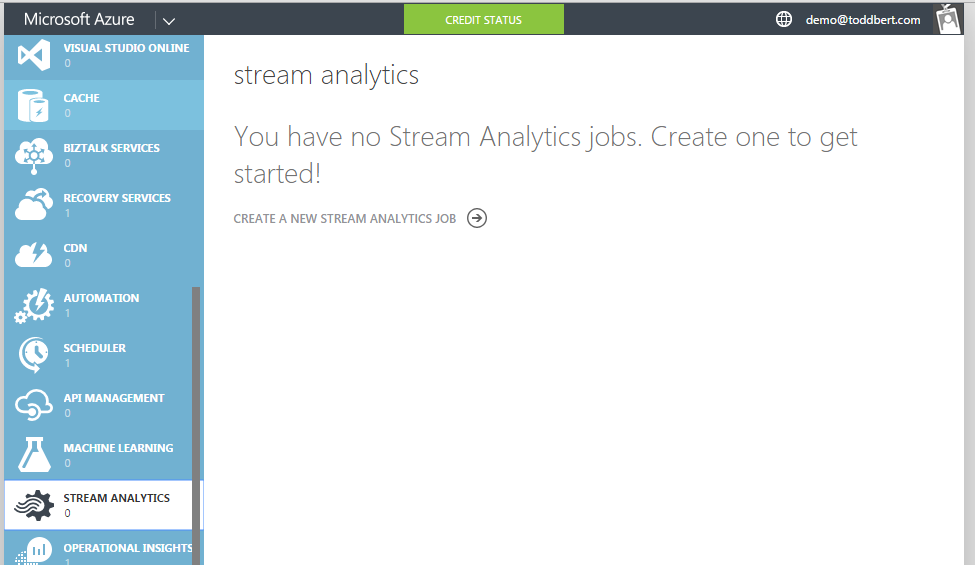 Microsoft Azure
CREDIT STATUS
demo@toddbert.com
VISUAL STUDIO ONLINE
0
CACHE
0
BIZTALK SERVICES
0
RECOVERY SERVICES
1
CDN
0
AUTOMATION
1
SCHEDULER
1
API MANAGEMENT
0
MACHINE LEARNING
0
STREAM ANALYTICS
0
OPERATIONAL INSIGHTS
1
stream analytics
You have no Stream Analytics jobs. Create one to get
started!
CREATE A NEW STREAM ANALYTICS JOB